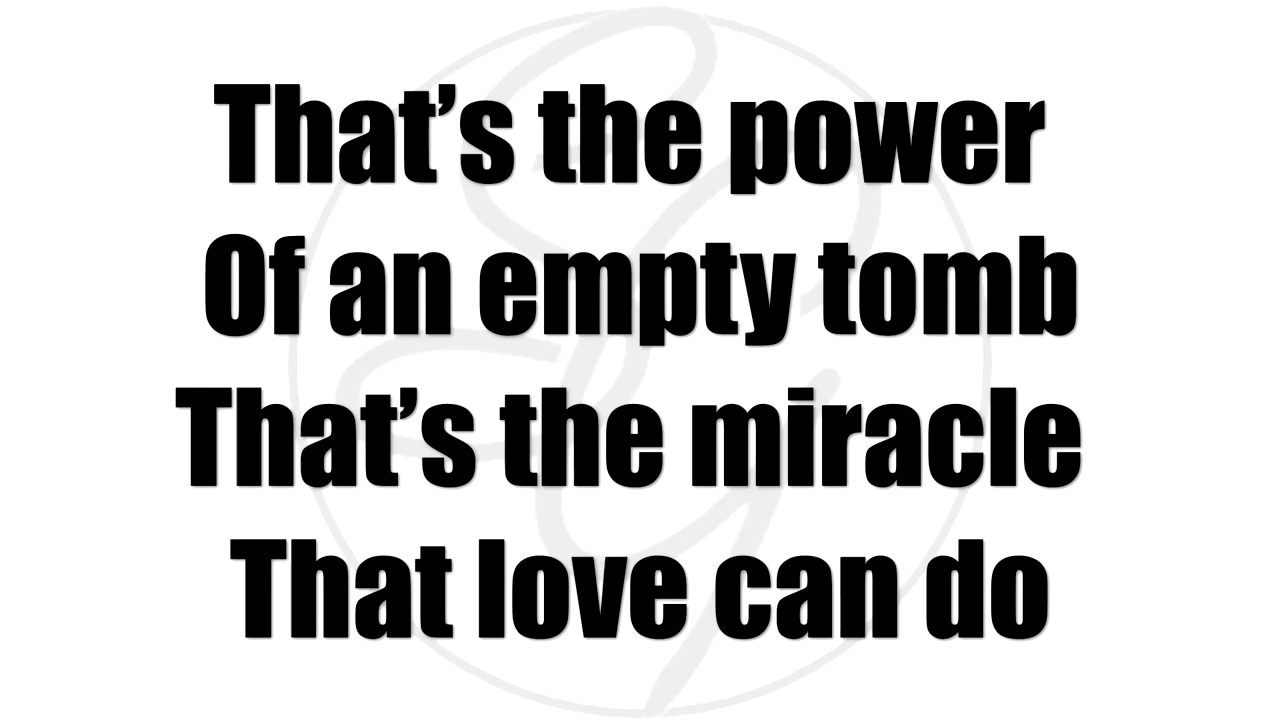 That’s the power
Of an empty tomb
That’s the miracle
That love can do